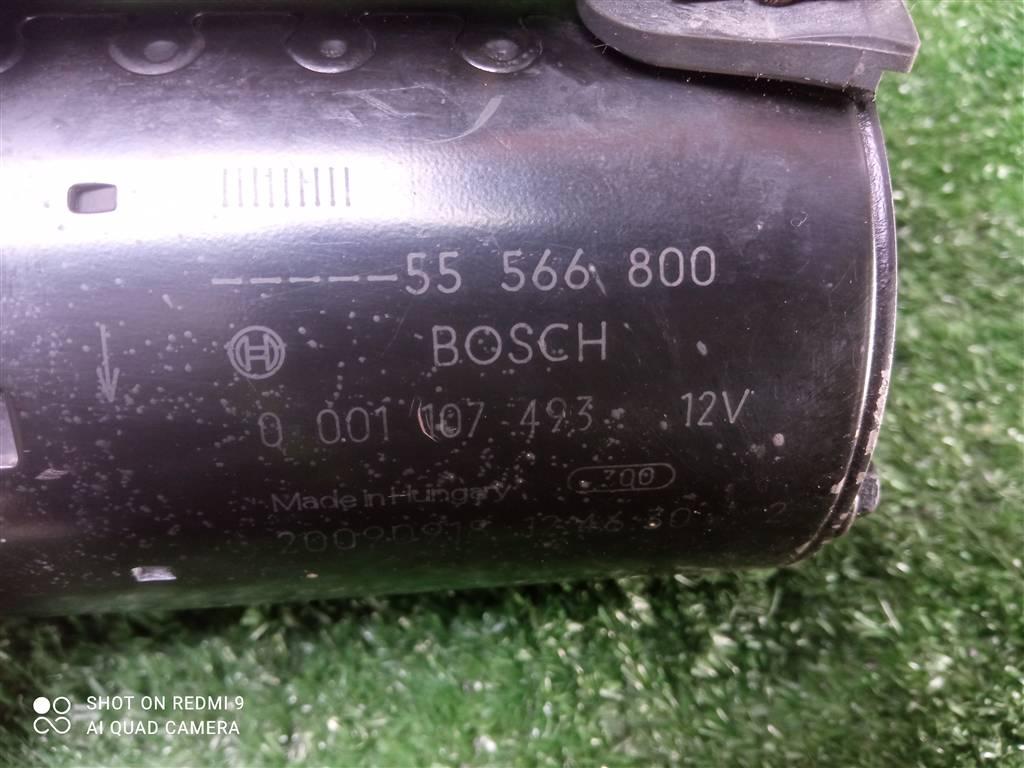 ------55 566 800
BOSCH
0 001 107 493 12V
Made in Hungary 300
SHOT ON REDMI 9
AI QUAD CAMERA